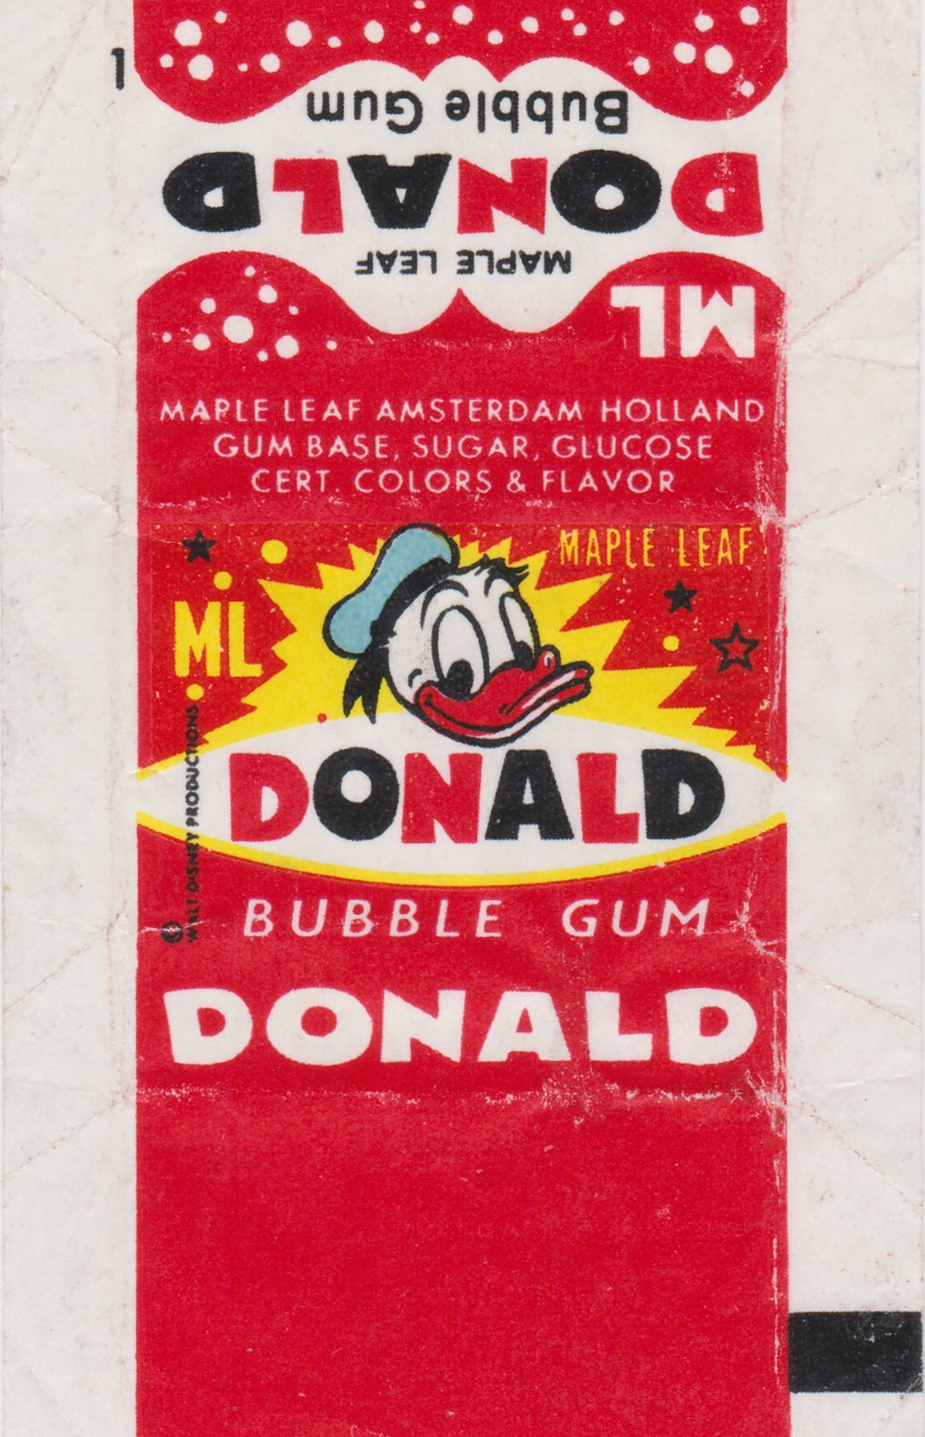 1
Bubble Gum
DONALD
MAPLE LEAF
ML
MAPLE LEAF AMSTERDAM HOLLAND
GUM BASE, SUGAR, GLUCOSE
CERT. COLORS & FLAVOR
MAPLE LEAF
ML
© WALT DISNEY PRODUCTIONS
DONALD
BUBBLE GUM
DONALD